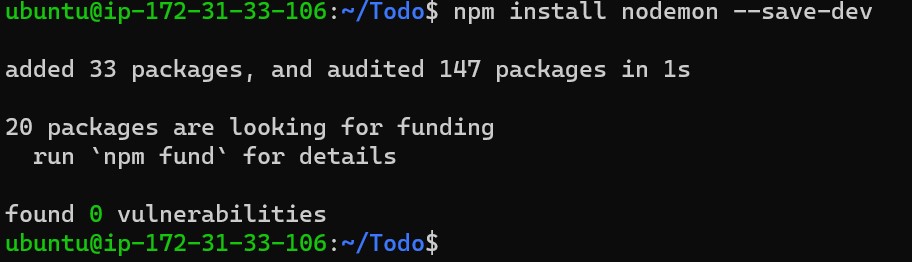 ubuntu@ip-172-31-33-106:~/Todo$ npm install nodemon --save-dev
added 33 packages, and audited 147 packages in 1s
20 packages are looking for funding
  run `npm fund` for details
found 0 vulnerabilities
ubuntu@ip-172-31-33-106:~/Todo$